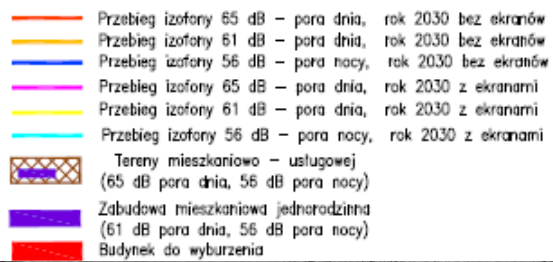 Przebieg izofony 65 dB – pora dnia, rok 2030 bez ekranów
Przebieg izofony 61 dB – pora dnia, rok 2030 bez ekranów
Przebieg izofony 56 dB – pora nocy, rok 2030 bez ekranów
Przebieg izofony 65 dB – pora dnia, rok 2030 z ekranami
Przebieg izofony 61 dB – pora dnia, rok 2030 z ekranami
Przebieg izofony 56 dB – pora nocy, rok 2030 z ekranami
Tereny mieszkaniowo – usługowej
(65 dB pora dnia, 56 dB pory nocy)
Zabudowa mieszkaniowa jednorodzinna
(61 dB pora dnia, 56 dB pory nocy)
Budynek do wyburzenia